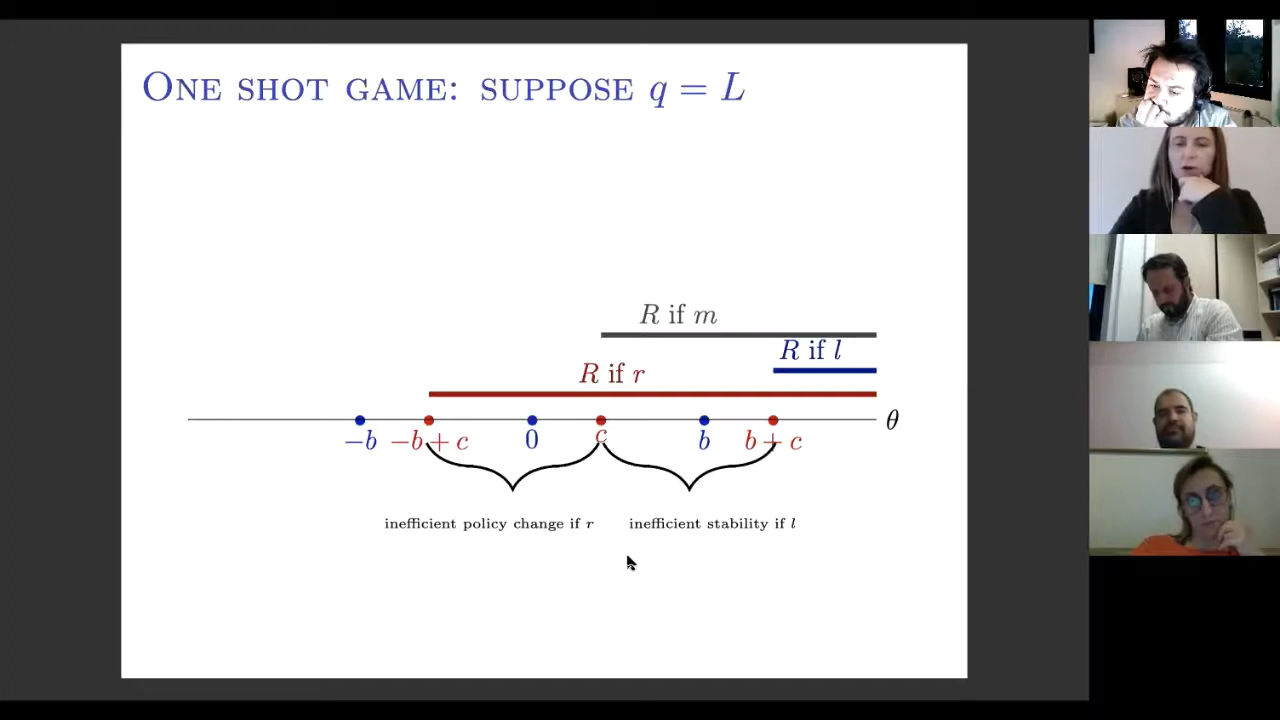 ONE SHOT GAME: SUPPOSE q = L
R if m
R if l
R if r
−b −b + c 0 c b b + c θ
inefficient policy change if r inefficient stability if l